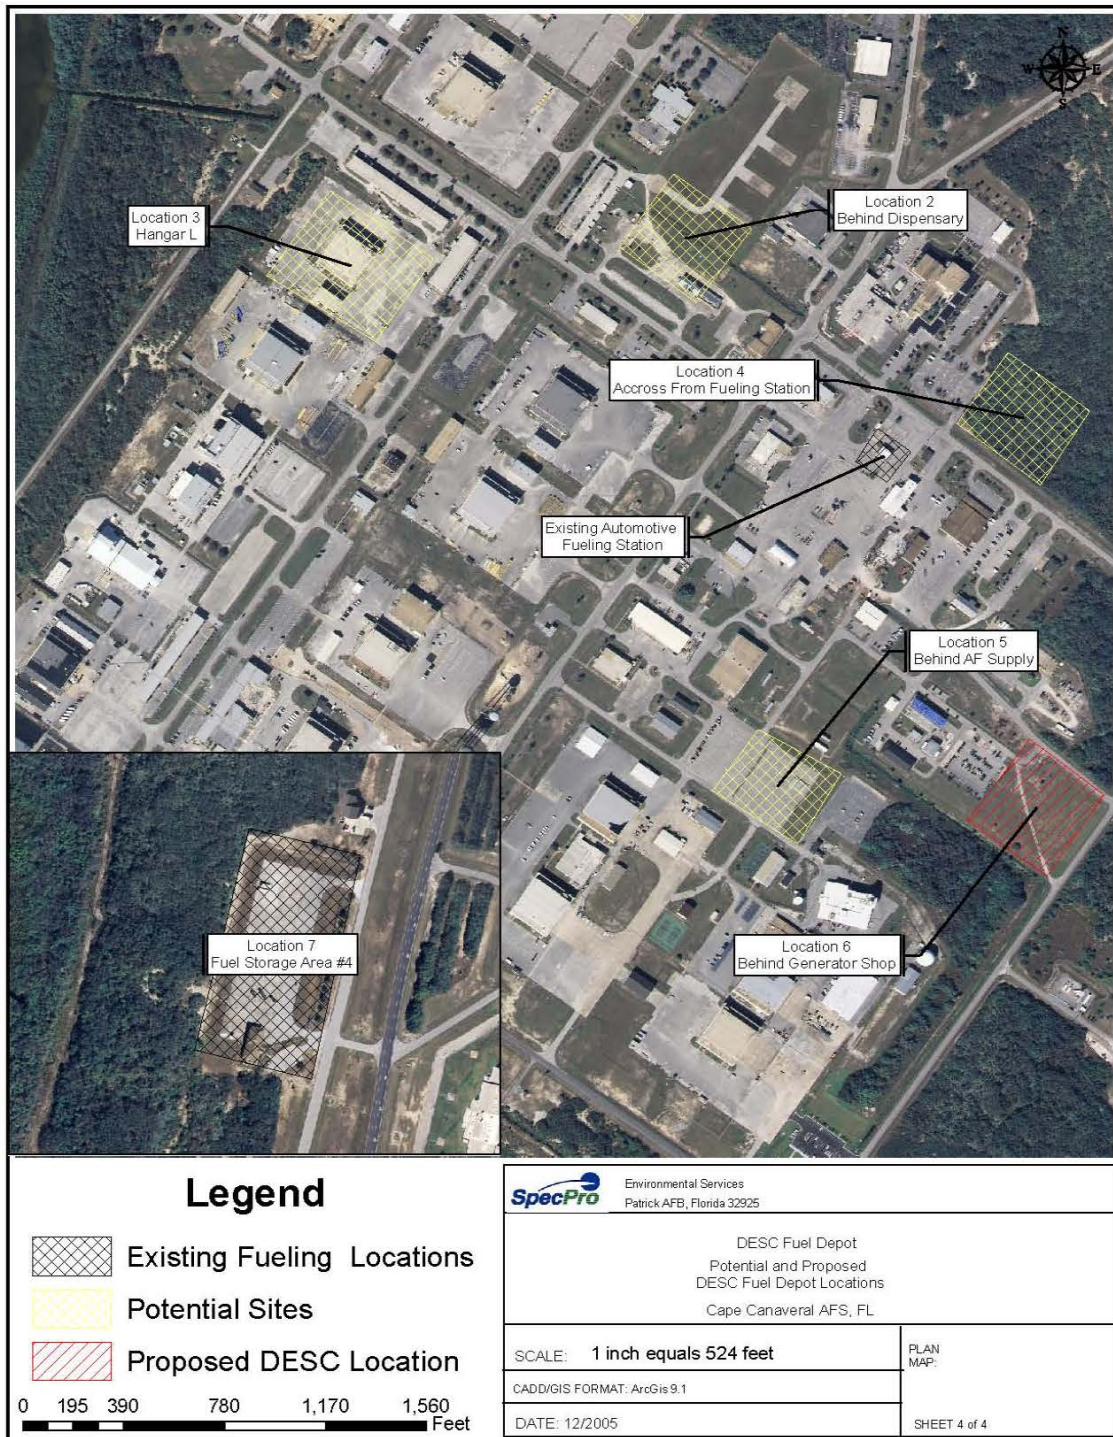 N
W
E
S
Location 2
Behind Dispensary
Location 3
Hangar L
Location 4
Accross From Fueling Station
Existing Automotive
Fueling Station
Location 5
Behind AF Supply
Location 7
Fuel Storage Area #4
Location 6
Behind Generator Shop
Legend
Existing Fueling Locations
Potential Sites
Proposed DESC Location
0 195 390 780 1,170 1,560
Feet
SpecPro
Environmental Services
Patrick AFB, Florida 32925
DESC Fuel Depot
Potential and Proposed
DESC Fuel Depot Locations
Cape Canaveral AFS, FL
SCALE: 1 inch equals 524 feet
PLAN
MAP:
CADD/GIS FORMAT: ArcGis 9.1
DATE: 12/2005
SHEET 4 of 4